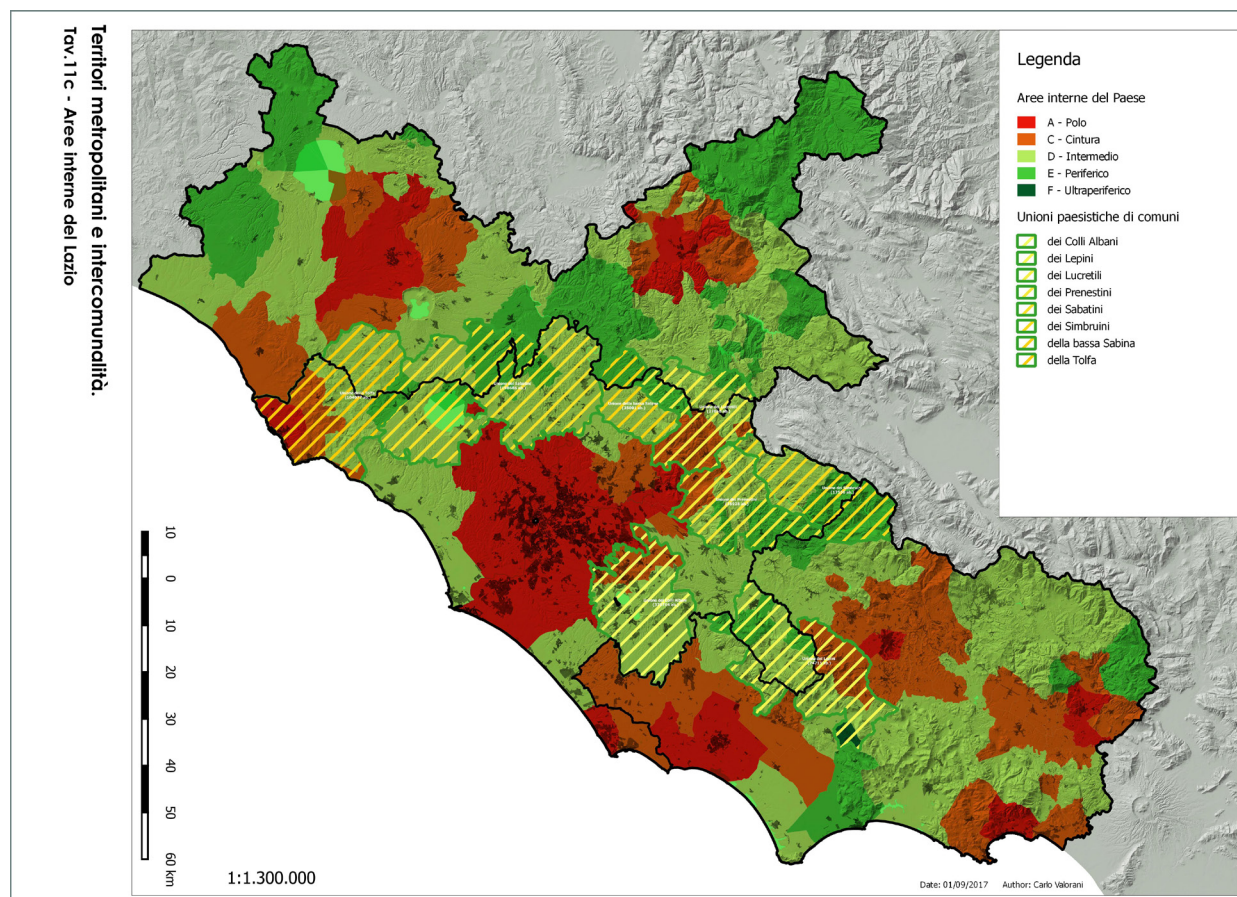 Territori metropolitani e intercomunalità.
Tav.11c - Aree interne del Lazio
Legenda
Aree interne del Paese
A - Polo
C - Cintura
D - Intermedio
E - Periferico
F - Ultraperiferico
Unioni paesistiche di comuni
dei Colli Albani
dei Lepini
dei Lucretili
dei Prenestini
dei Sabatini
dei Simbruini
della bassa Sabina
della Tolfa
10
0
10
20
30
40
50
60 km
1:1.300.000
Date: 01/09/2017 Author: Carlo Valorani